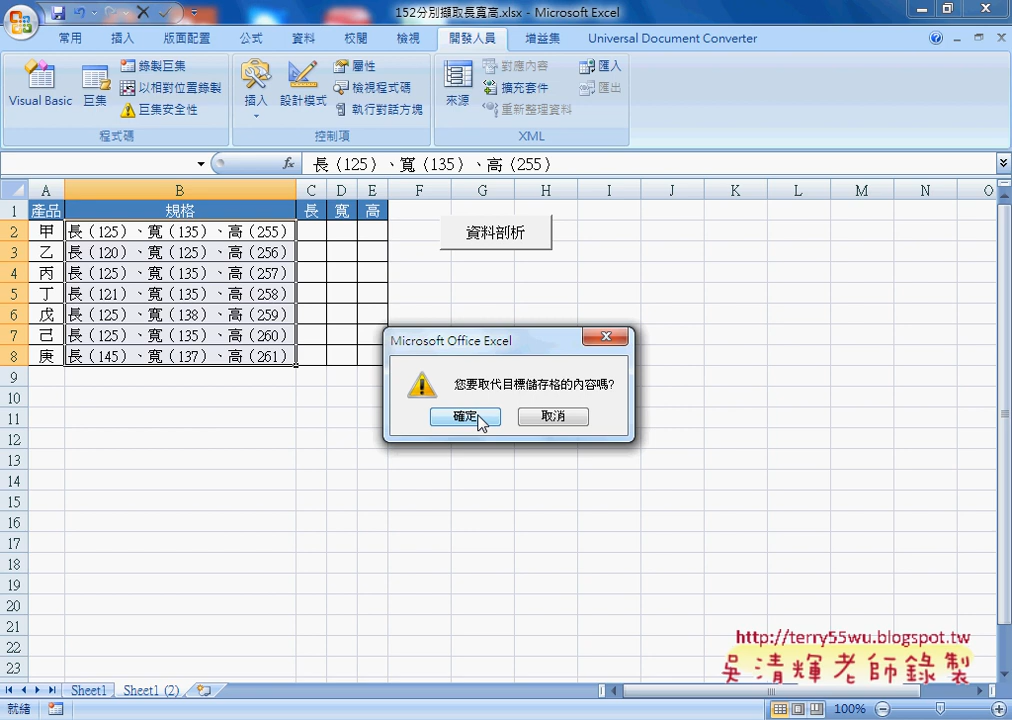 152分別擷取長寬高.xlsx - Microsoft Excel
常用 插入 版面配置 公式 資料 校閱 檢視 開發人員 增益集 Universal Document Converter
Visual Basic 巨集 錄製巨集 以相對位置錄製 巨集安全性 程式碼
插入 設計模式 屬性 檢視程式碼 執行對話方塊 控制項
來源 對應內容 擴充套件 重新整理資料 匯入 匯出 XML
fx 長（125）、寬（135）、高（255）
A B C D E F G H I J K L M N O
1 產品 規格 長 寬 高
2 甲 長（125）、寬（135）、高（255） 資料剖析
3 乙 長（120）、寬（125）、高（256）
4 丙 長（125）、寬（135）、高（257）
5 丁 長（121）、寬（135）、高（258）
6 戊 長（125）、寬（138）、高（259）
7 己 長（125）、寬（135）、高（260）
8 庚 長（145）、寬（137）、高（261）
9
10
11
12
13
14
15
16
17
18
19
20
21
22
23
Microsoft Office Excel
您要取代目標儲存格的內容嗎?
確定 取消
http://terry55wu.blogspot.tw
吳清輝老師錄製
Sheet1 Sheet1 (2)
就緒 100%